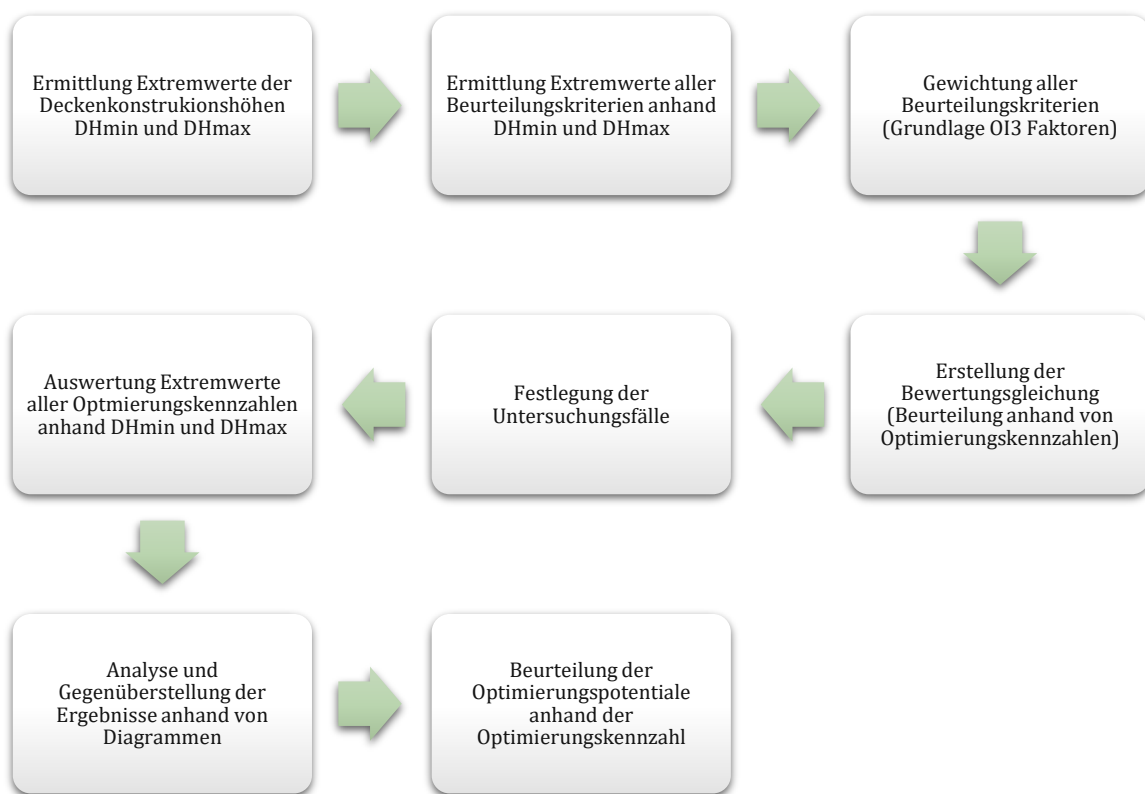 Ermittlung Extremwerte der
Deckenkonstrukionshöhen
DHmin und DHmax
Ermittlung Extremwerte aller
Beurteilungskriterien anhand
DHmin und DHmax
Gewichtung aller
Beurteilungskriterien
(Grundlage OI3 Faktoren)
Erstellung der
Bewertungsgleichung
(Beurteilung anhand von
Optimierungskennzahlen)
Festlegung der
Untersuchungsfälle
Auswertung Extremwerte
aller Optmierungskennzahlen
anhand DHmin und DHmax
Analyse und
Gegenüberstellung der
Ergebnisse anhand von
Diagrammen
Beurteilung der
Optimierungspotentiale
anhand der
Optimierungskennzahl